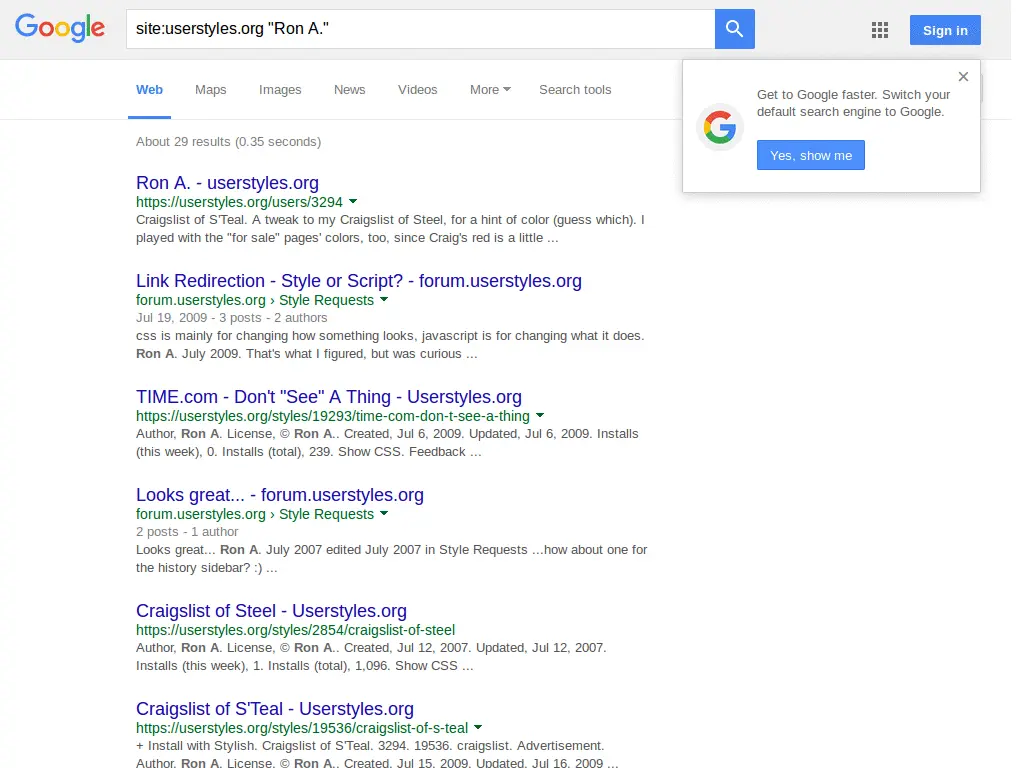 Google
site:userstyles.org "Ron A."
Sign in
Web Maps Images News Videos More Search tools
Get to Google faster. Switch your
default search engine to Google.
Yes, show me
About 29 results (0.35 seconds)
Ron A. - userstyles.org
https://userstyles.org/users/3294
Craigslist of S'Teal. A tweak to my Craigslist of Steel, for a hint of color (guess which). I
played with the "for sale" pages' colors, too, since Craig's red is a little ...
Link Redirection - Style or Script? - forum.userstyles.org
forum.userstyles.org › Style Requests
Jul 19, 2009 - 3 posts - 2 authors
css is mainly for changing how something looks, javascript is for changing what it does.
Ron A. July 2009. That's what I figured, but was curious ...
TIME.com - Don't "See" A Thing - Userstyles.org
https://userstyles.org/styles/19293/time-com-don-t-see-a-thing
Author, Ron A. License, © Ron A.. Created, Jul 6, 2009. Updated, Jul 6, 2009. Installs
(this week), 0. Installs (total), 239. Show CSS. Feedback ...
Looks great... - forum.userstyles.org
forum.userstyles.org › Style Requests
2 posts - 1 author
Looks great... Ron A. July 2007 edited July 2007 in Style Requests ...how about one for
the history sidebar? :) ...
Craigslist of Steel - Userstyles.org
https://userstyles.org/styles/2854/craigslist-of-steel
Author, Ron A. License, © Ron A.. Created, Jul 12, 2007. Updated, Jul 12, 2007.
Installs (this week), 1. Installs (total), 1,096. Show CSS ...
Craigslist of S'Teal - Userstyles.org
https://userstyles.org/styles/19536/craigslist-of-s-teal
+ Install with Stylish. Craigslist of S'Teal. 3294. 19536. craigslist. Advertisement.
Author, Ron A. License, © Ron A.. Created, Jul 15, 2009. Updated, Jul 16, 2009 ...